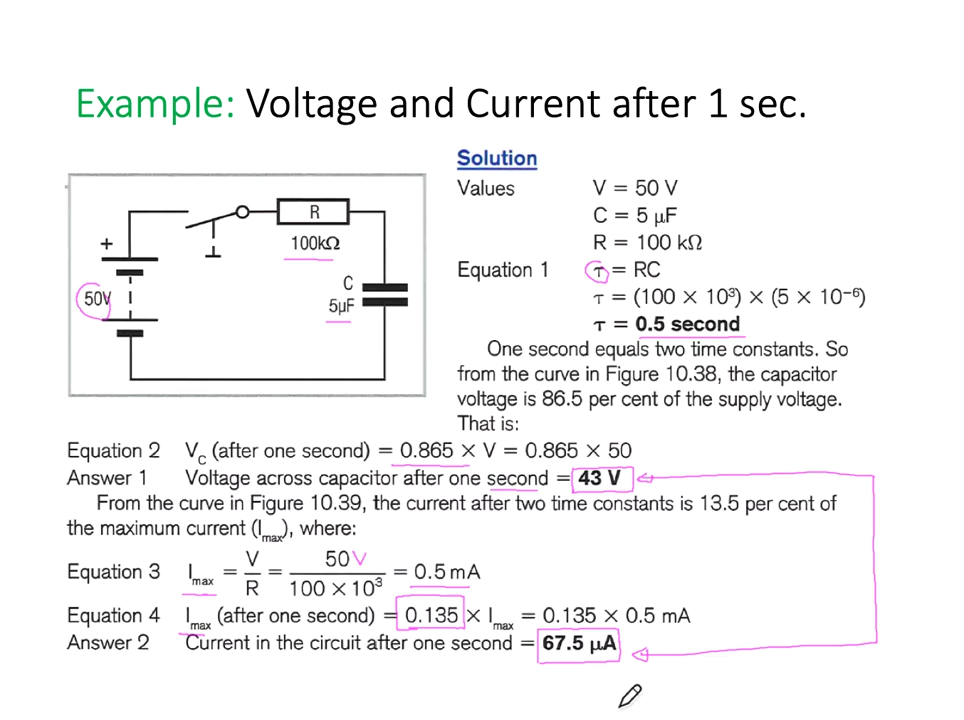 Example: Voltage and Current after 1 sec.
+
50V
R
100kΩ
C
5µF
Solution
Values V = 50 V
C = 5 µF
R = 100 kΩ
Equation 1 τ = RC
τ = (100 × 10³) × (5 × 10⁻⁶)
τ = 0.5 second
One second equals two time constants. So
from the curve in Figure 10.38, the capacitor
voltage is 86.5 per cent of the supply voltage.
That is:
Equation 2 V_C (after one second) = 0.865 × V = 0.865 × 50
Answer 1 Voltage across capacitor after one second = 43 V
From the curve in Figure 10.39, the current after two time constants is 13.5 per cent of
the maximum current (I_max), where:
Equation 3 I_max = V/R = 50V/100 × 10³ = 0.5 mA
Equation 4 I_max (after one second) = 0.135 × I_max = 0.135 × 0.5 mA
Answer 2 Current in the circuit after one second = 67.5 µA